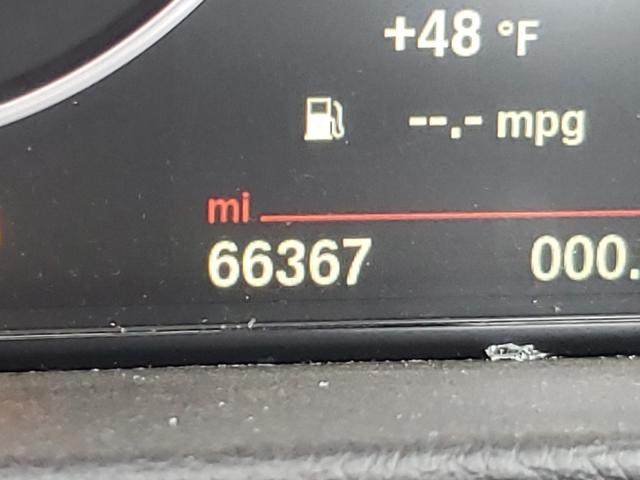 +48 °F
--.- mpg
mi
66367 000.